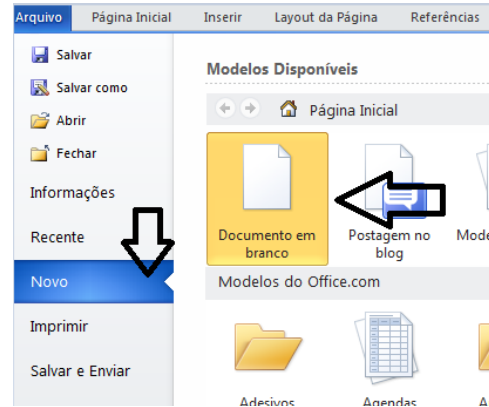 Arquivo Página Inicial Inserir Layout da Página Referências
Salvar
Salvar como
Abrir
Fechar
Informações
Recente
Novo
Imprimir
Salvar e Enviar
Modelos Disponíveis
Página Inicial
Documento em
branco
Postagem no
blog
Modelos do Office.com
Adesivos
Agendas